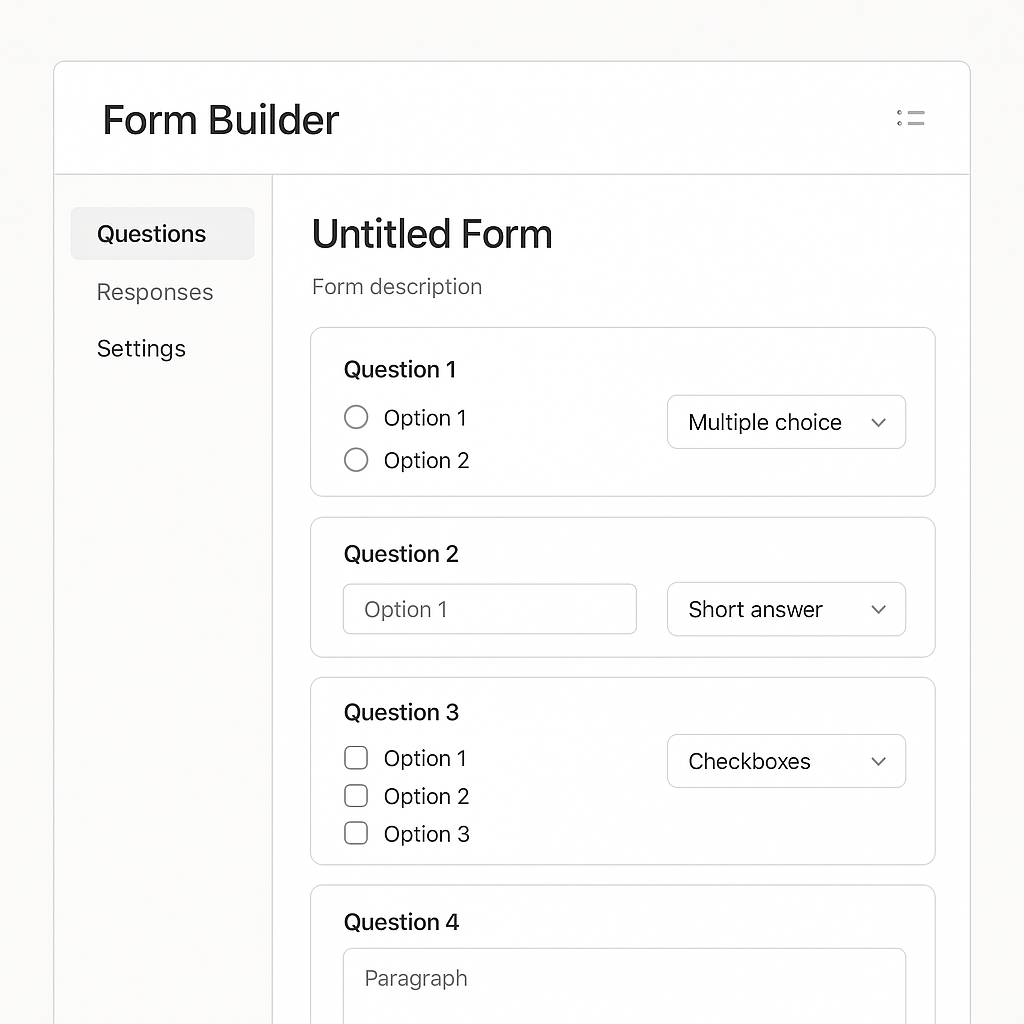 Form Builder
Questions
Responses
Settings
Untitled Form
Form description
Question 1
Option 1
Option 2
Multiple choice
Question 2
Option 1
Short answer
Question 3
Option 1
Option 2
Option 3
Checkboxes
Question 4
Paragraph